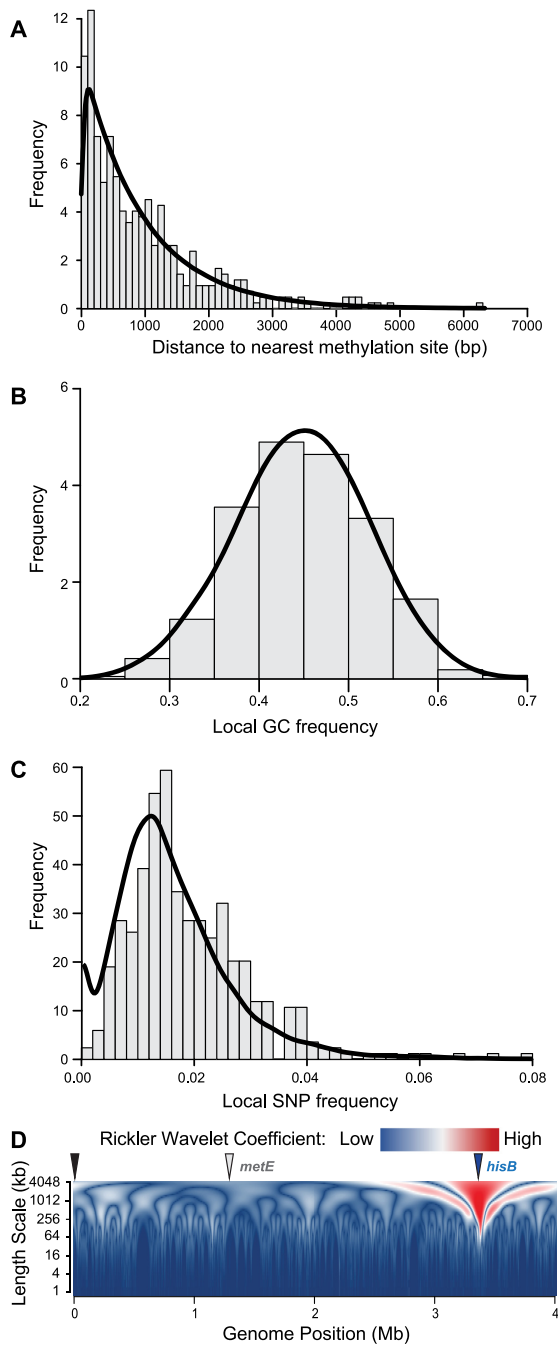 A
Frequency
12
10
8
6
4
2
0
0 1000 2000 3000 4000 5000 6000 7000
Distance to nearest methylation site (bp)
B
Frequency
6
4
2
0
0.2 0.3 0.4 0.5 0.6 0.7
Local GC frequency
C
Frequency
60
50
40
30
20
10
0
0.00 0.02 0.04 0.06 0.08
Local SNP frequency
D
Rickler Wavelet Coefficient: Low High
metE hisB
Length Scale (kb)
4048
1012
256
64
16
4
1
0 1 2 3 4
Genome Position (Mb)